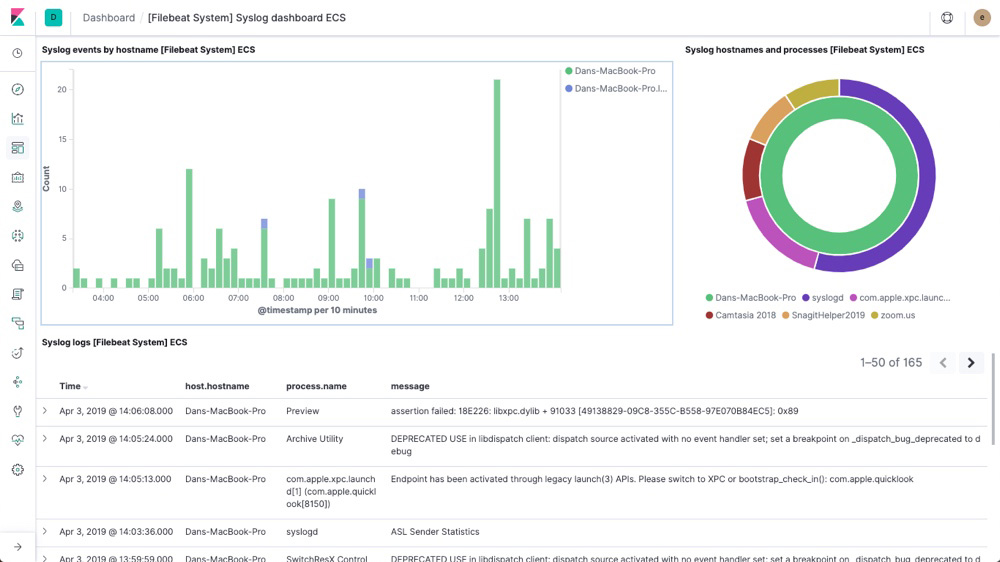 D
Dashboard / [Filebeat System] Syslog dashboard ECS
e
Syslog events by hostname [Filebeat System] ECS
Dans-MacBook-Pro
Dans-MacBook-Pro.l...
20
15
10
5
0
Count
04:00 05:00 06:00 07:00 08:00 09:00 10:00 11:00 12:00 13:00
@timestamp per 10 minutes
Syslog hostnames and processes [Filebeat System] ECS
Dans-MacBook-Pro syslogd com.apple.xpc.launc...
Camtasia 2018 SnagitHelper2019 zoom.us
Syslog logs [Filebeat System] ECS
1–50 of 165
Time host.hostname process.name message
Apr 3, 2019 @ 14:06:08.000 Dans-MacBook-Pro Preview assertion failed: 18E226: libxpc.dylib + 91033 [49138829-09C8-355C-B558-97E070B84EC5]: 0x89
Apr 3, 2019 @ 14:05:24.000 Dans-MacBook-Pro Archive Utility DEPRECATED USE in libdispatch client: dispatch source activated with no event handler set; set a breakpoint on _dispatch_bug_deprecated to d
ebug
Apr 3, 2019 @ 14:05:13.000 Dans-MacBook-Pro com.apple.xpc.launch Endpoint has been activated through legacy launch(3) APIs. Please switch to XPC or bootstrap_check_in(): com.apple.quicklook
d[1] (com.apple.quickl
ook[8150])
Apr 3, 2019 @ 14:03:36.000 Dans-MacBook-Pro syslogd ASL Sender Statistics
Apr 3, 2019 @ 13:59:59.000 Dans-MacBook-Pro SwitchResX Control DEPRECATED USE in libdispatch client: dispatch source activated with no event handler set; set a breakpoint on _dispatch_bug_deprecated to d